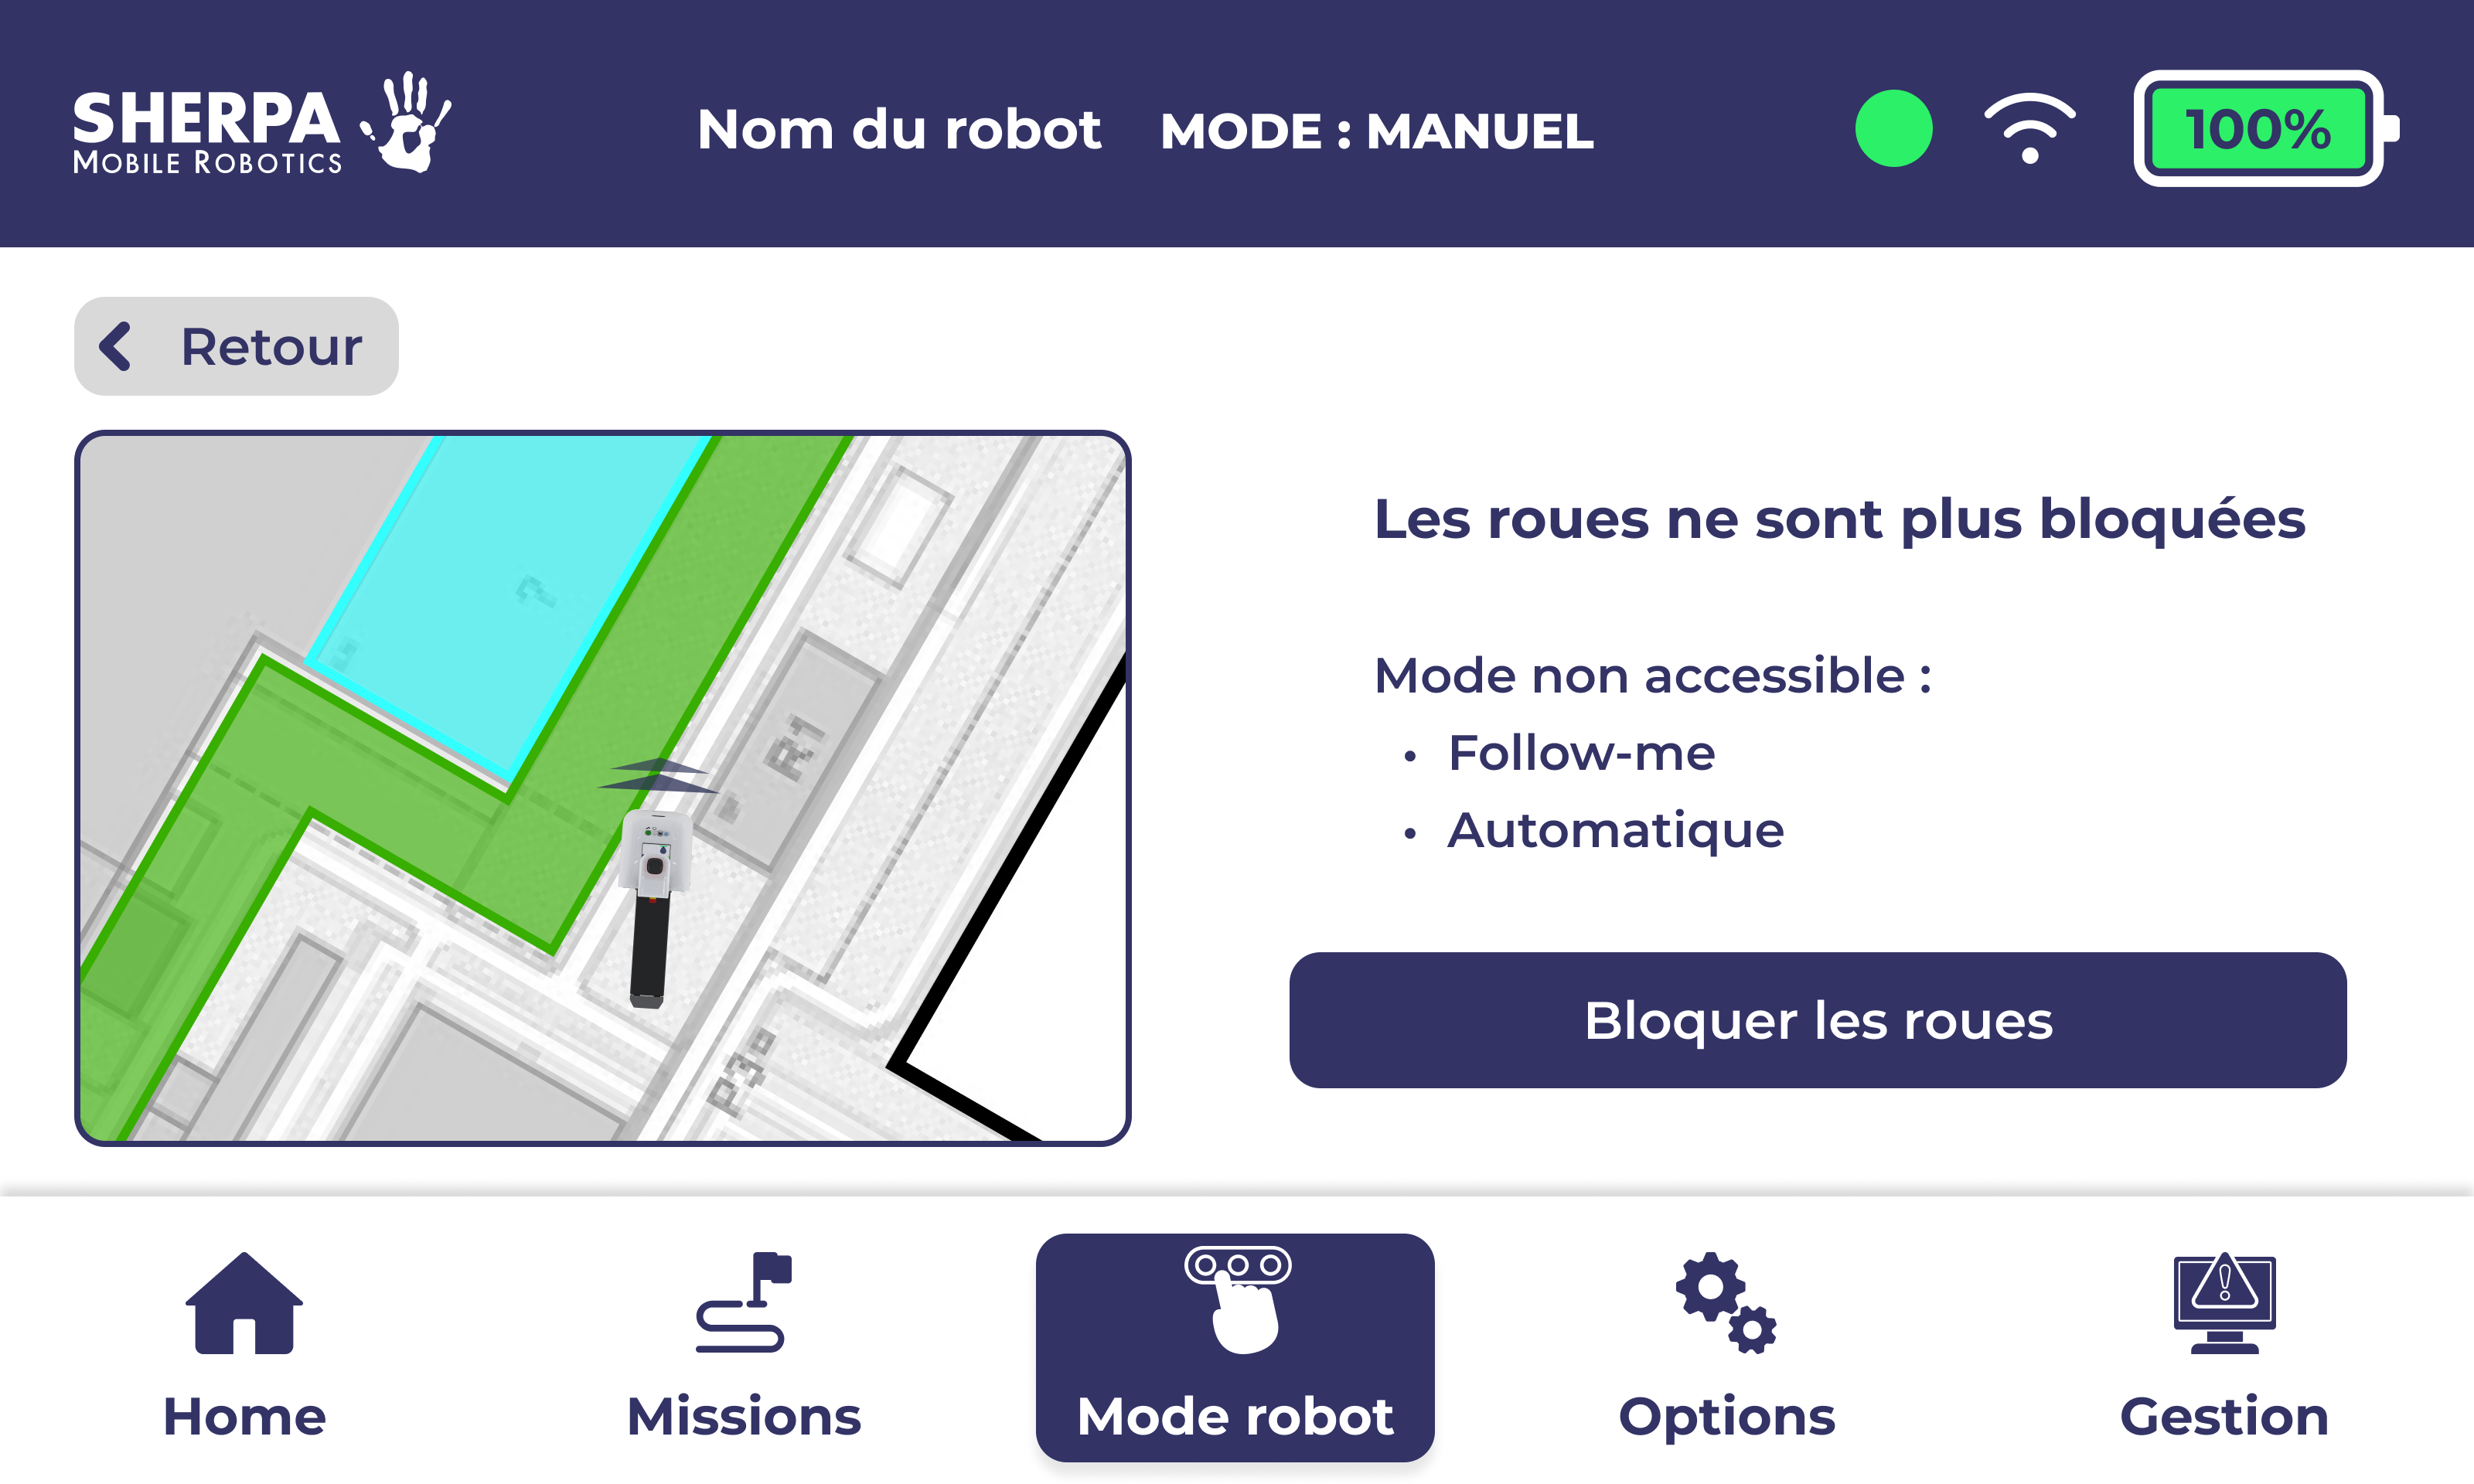 SHERPA
MOBILE ROBOTICS
Nom du robot MODE : MANUEL
100%
Retour
Les roues ne sont plus bloquées
Mode non accessible :
• Follow-me
• Automatique
R1
Bloquer les roues
Home
Missions
Mode robot
Options
Gestion